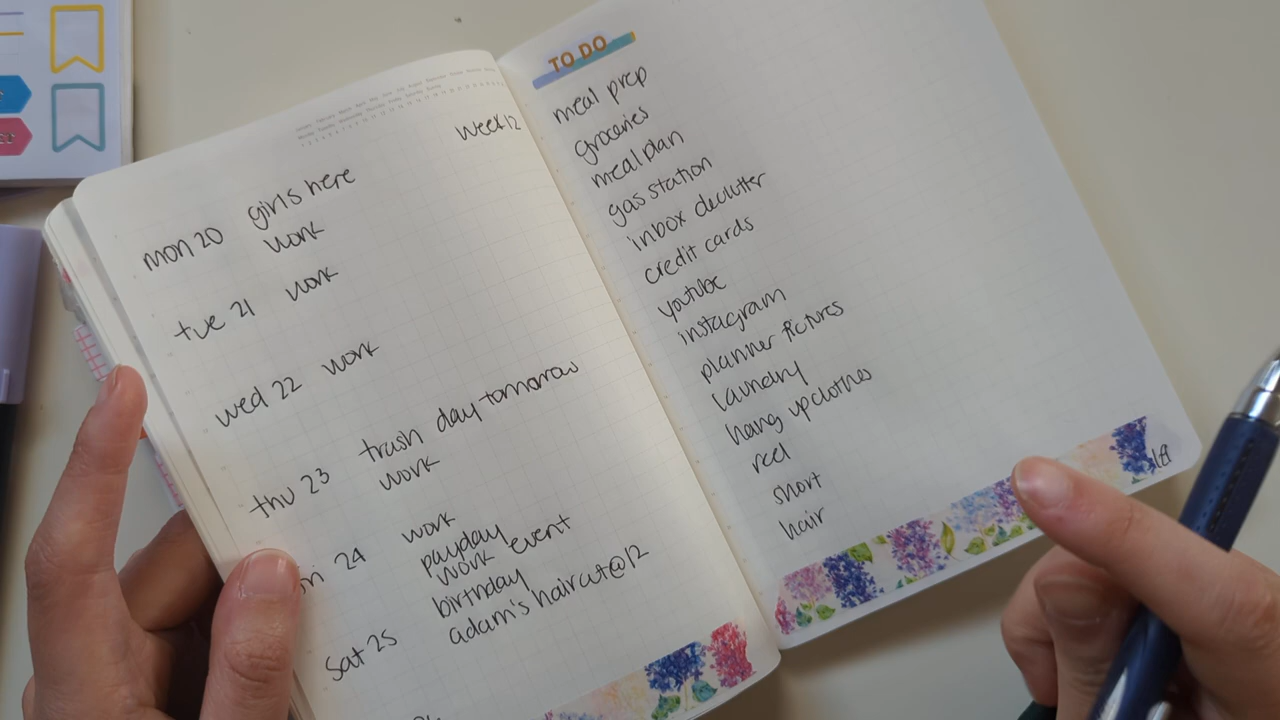 week 12
mon 20 girls here
work
tue 21 work
wed 22 work
thu 23 trash day tomorrow
work
24 work
payday
work event
sat 25 birthday
adam's haircut@12
TO DO
meal prep
groceries
meal plan
gas station
inbox declutter
credit cards
youtube
instagram
planner pictures
laundry
hang up clothes
reel
short
hair